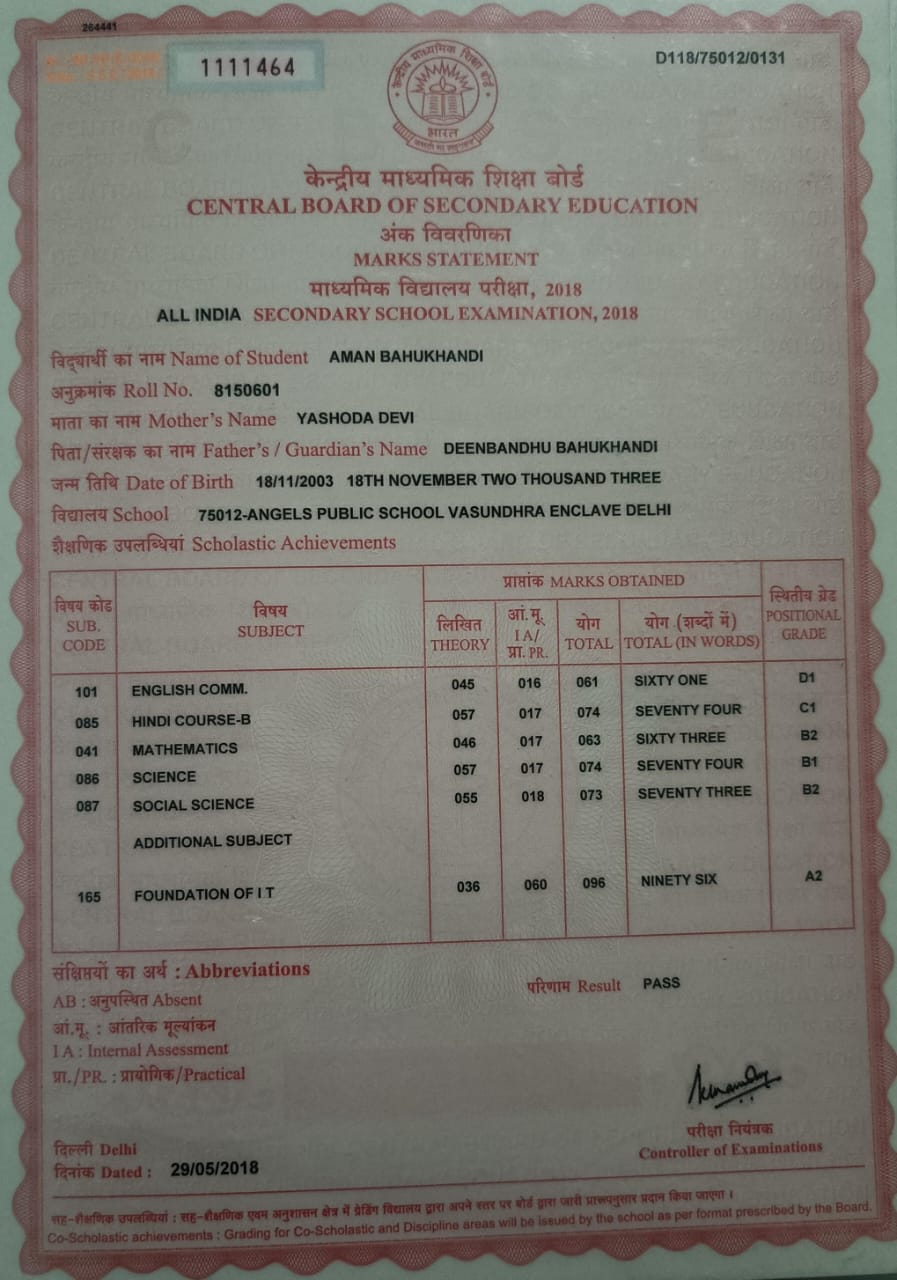 264441
1111464
D118/75012/0131
केन्द्रीय माध्यमिक शिक्षा बोर्ड
भारत
केन्द्रीय माध्यमिक शिक्षा बोर्ड
CENTRAL BOARD OF SECONDARY EDUCATION
अंक विवरणिका
MARKS STATEMENT
माध्यमिक विद्यालय परीक्षा, 2018
ALL INDIA SECONDARY SCHOOL EXAMINATION, 2018
विद्यार्थी का नाम Name of Student AMAN BAHUKHANDI
अनुक्रमांक Roll No. 8150601
माता का नाम Mother's Name YASHODA DEVI
पिता/संरक्षक का नाम Father's / Guardian's Name DEENBANDHU BAHUKHANDI
जन्म तिथि Date of Birth 18/11/2003 18TH NOVEMBER TWO THOUSAND THREE
विद्यालय School 75012-ANGELS PUBLIC SCHOOL VASUNDHRA ENCLAVE DELHI
शैक्षणिक उपलब्धियां Scholastic Achievements
विषय कोड SUB. CODE
विषय SUBJECT
प्राप्तांक MARKS OBTAINED
लिखित THEORY
आं.मू. I A/ प्रा. PR.
योग TOTAL
योग (शब्दों में) TOTAL (IN WORDS)
स्थितीय ग्रेड POSITIONAL GRADE
101 ENGLISH COMM. 045 016 061 SIXTY ONE D1
085 HINDI COURSE-B 057 017 074 SEVENTY FOUR C1
041 MATHEMATICS 046 017 063 SIXTY THREE B2
086 SCIENCE 057 017 074 SEVENTY FOUR B1
087 SOCIAL SCIENCE 055 018 073 SEVENTY THREE B2
ADDITIONAL SUBJECT
165 FOUNDATION OF I T 036 060 096 NINETY SIX A2
संक्षिप्तियों का अर्थ : Abbreviations
परिणाम Result PASS
AB : अनुपस्थित Absent
आं.मू. : आंतरिक मूल्यांकन
I A : Internal Assessment
प्रा./PR. : प्रायोगिक/Practical
परीक्षा नियंत्रक
Controller of Examinations
दिल्ली Delhi
दिनांक Dated : 29/05/2018
सह-शैक्षणिक उपलब्धियां : सह-शैक्षणिक एवम अनुशासन क्षेत्र में ग्रेडिंग विद्यालय द्वारा अपने स्तर पर बोर्ड द्वारा जारी प्रारूपनुसार प्रदान किया जाएगा ।
Co-Scholastic achievements : Grading for Co-Scholastic and Discipline areas will be issued by the school as per format prescribed by the Board.